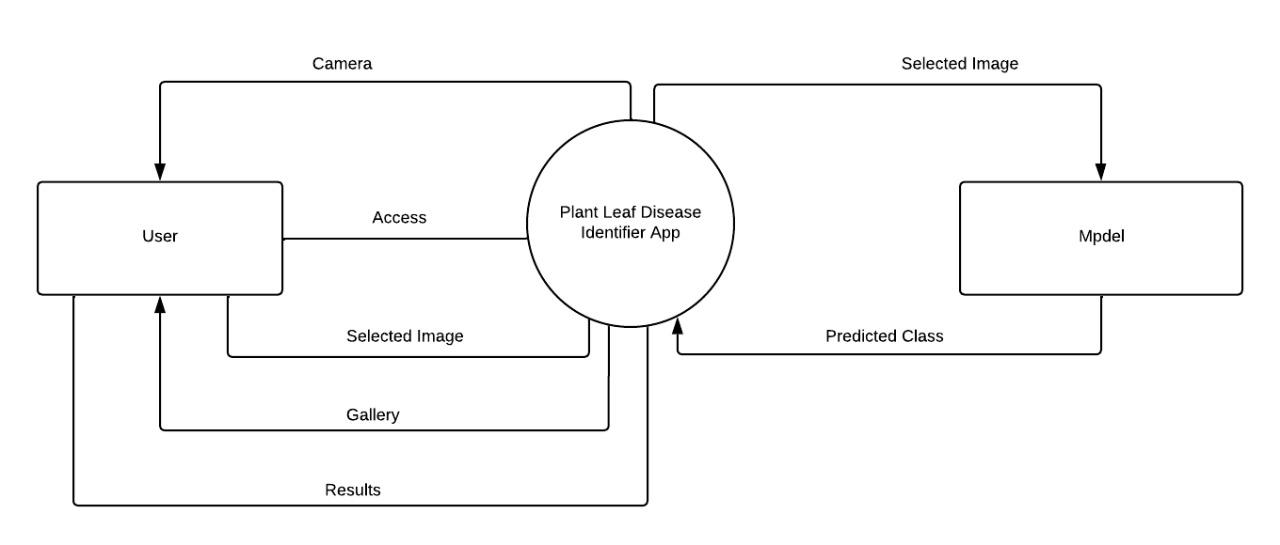 Camera
Selected Image
Plant Leaf Disease
Identifier App
Access
User
Mpdel
Selected Image
Predicted Class
Gallery
Results